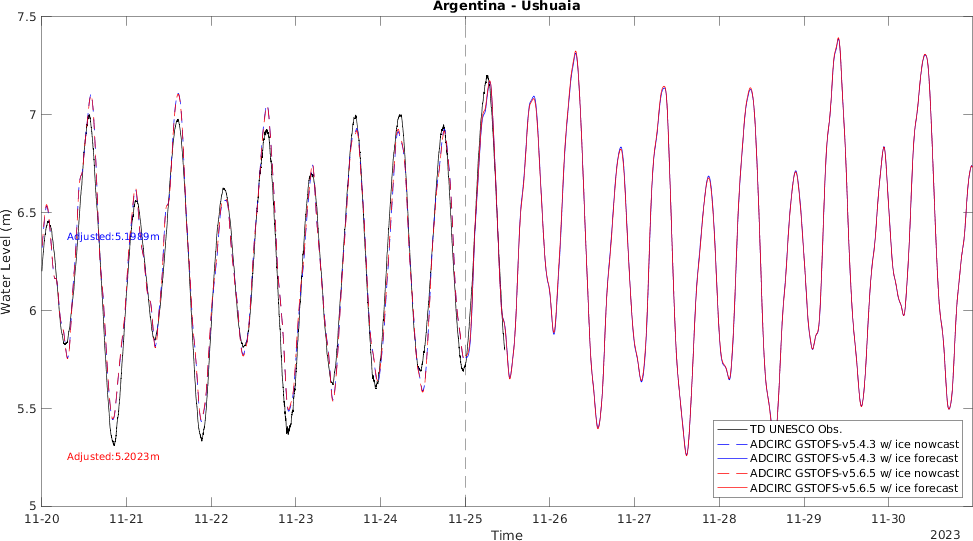 Argentina - Ushuaia
7.5
7
6.5
6
5.5
5
Water Level (m)
Adjusted:5.1989m
Adjusted:5.2023m
TD UNESCO Obs.
ADCIRC GSTOFS-v5.4.3 w/ ice nowcast
ADCIRC GSTOFS-v5.4.3 w/ ice forecast
ADCIRC GSTOFS-v5.6.5 w/ ice nowcast
ADCIRC GSTOFS-v5.6.5 w/ ice forecast
11-20 11-21 11-22 11-23 11-24 11-25 11-26 11-27 11-28 11-29 11-30
Time
2023